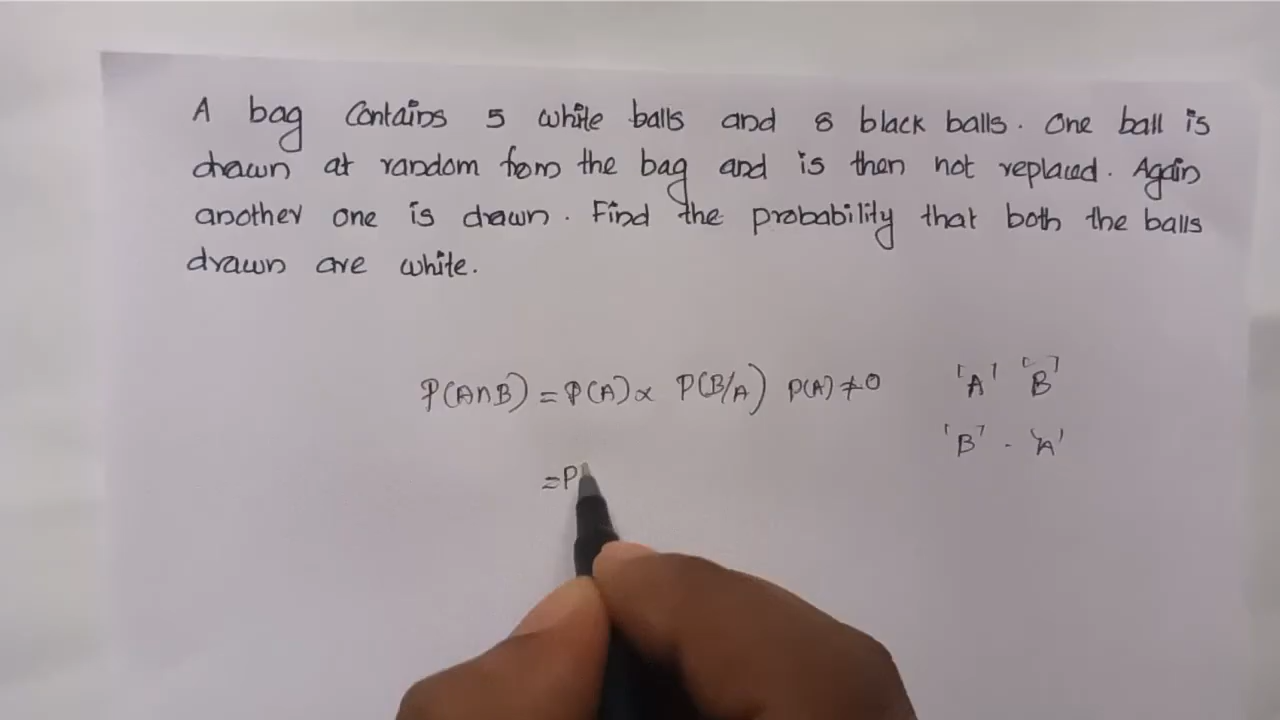 A bag Contains 5 white balls and 8 black balls. One ball is
drawn at random from the bag and is then not replaced. Again
another one is drawn. Find the probability that both the balls
drawn are white.
P(A∩B) = P(A) × P(B/A) P(A) ≠ 0 'A' 'B'
'B' - 'A'
= P